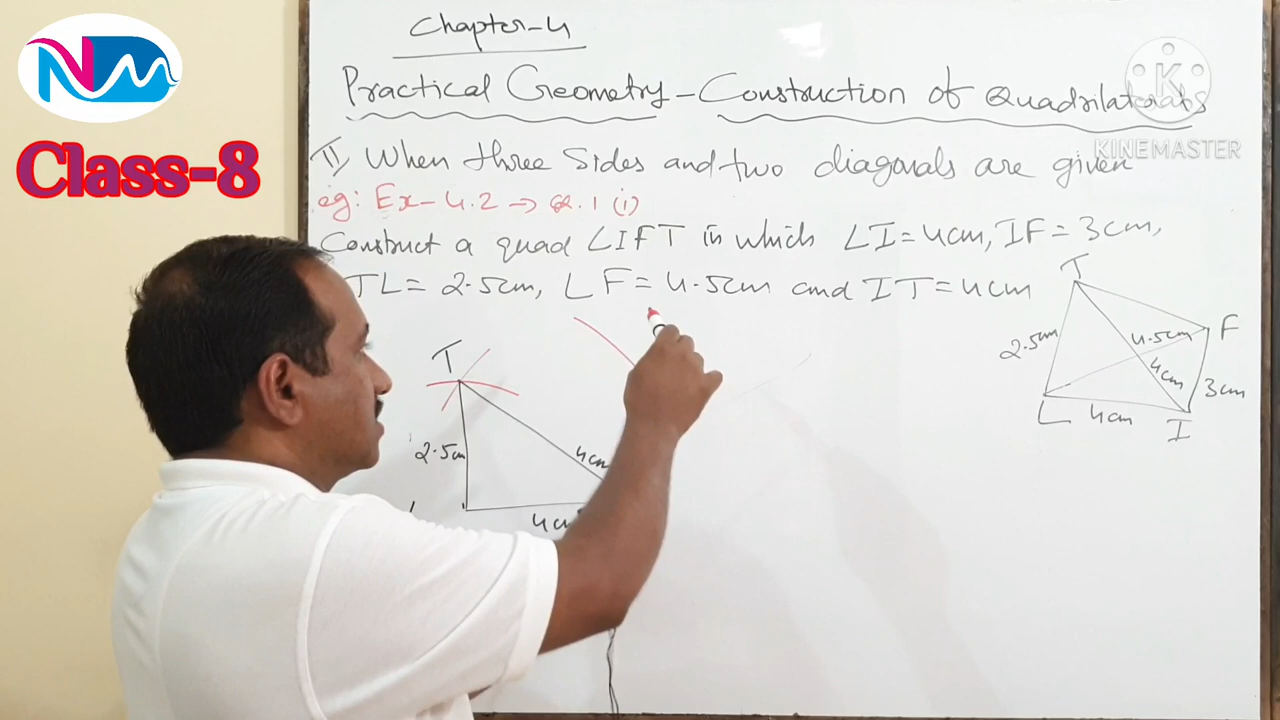 NDM
Class-8
KINEMASTER
Chapter-4
Practical Geometry - Construction of Quadrilaterals
II, When three sides and two diagonals are given
eg: Ex-4.2 → Q.1 (i)
Construct a quad LIFT in which LI=4cm, IF=3cm,
TL=2.5cm, LF=4.5cm and IT=4cm
T
2.5cm
4cm
4cm
T
F
2.5cm
4.5cm
4cm
3cm
L
4cm
I